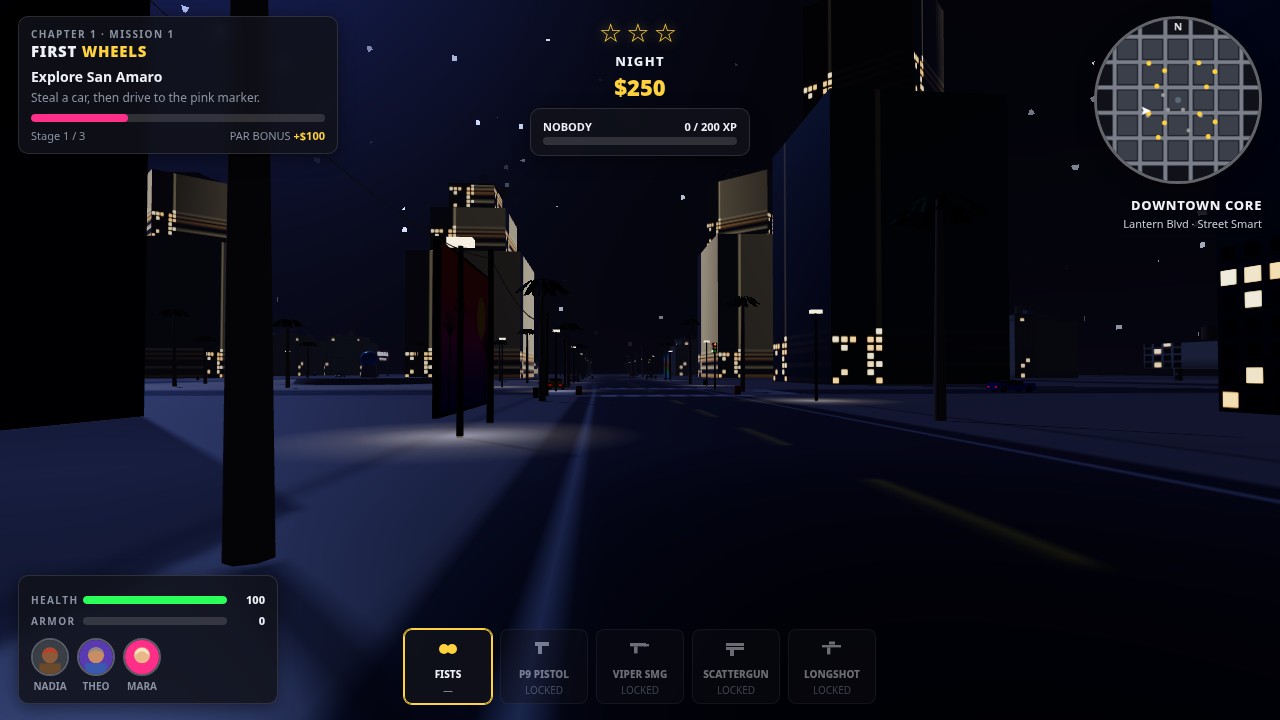 CHAPTER 1 · MISSION 1
FIRST WHEELS
Explore San Amaro
Steal a car, then drive to the pink marker.
Stage 1 / 3
PAR BONUS +$100
☆ ☆ ☆
NIGHT
$250
NOBODY
0 / 200 XP
N
DOWNTOWN CORE
Lantern Blvd · Street Smart
HEALTH
100
ARMOR
0
NADIA
THEO
MARA
FISTS
—
P9 PISTOL
LOCKED
VIPER SMG
LOCKED
SCATTERGUN
LOCKED
LONGSHOT
LOCKED